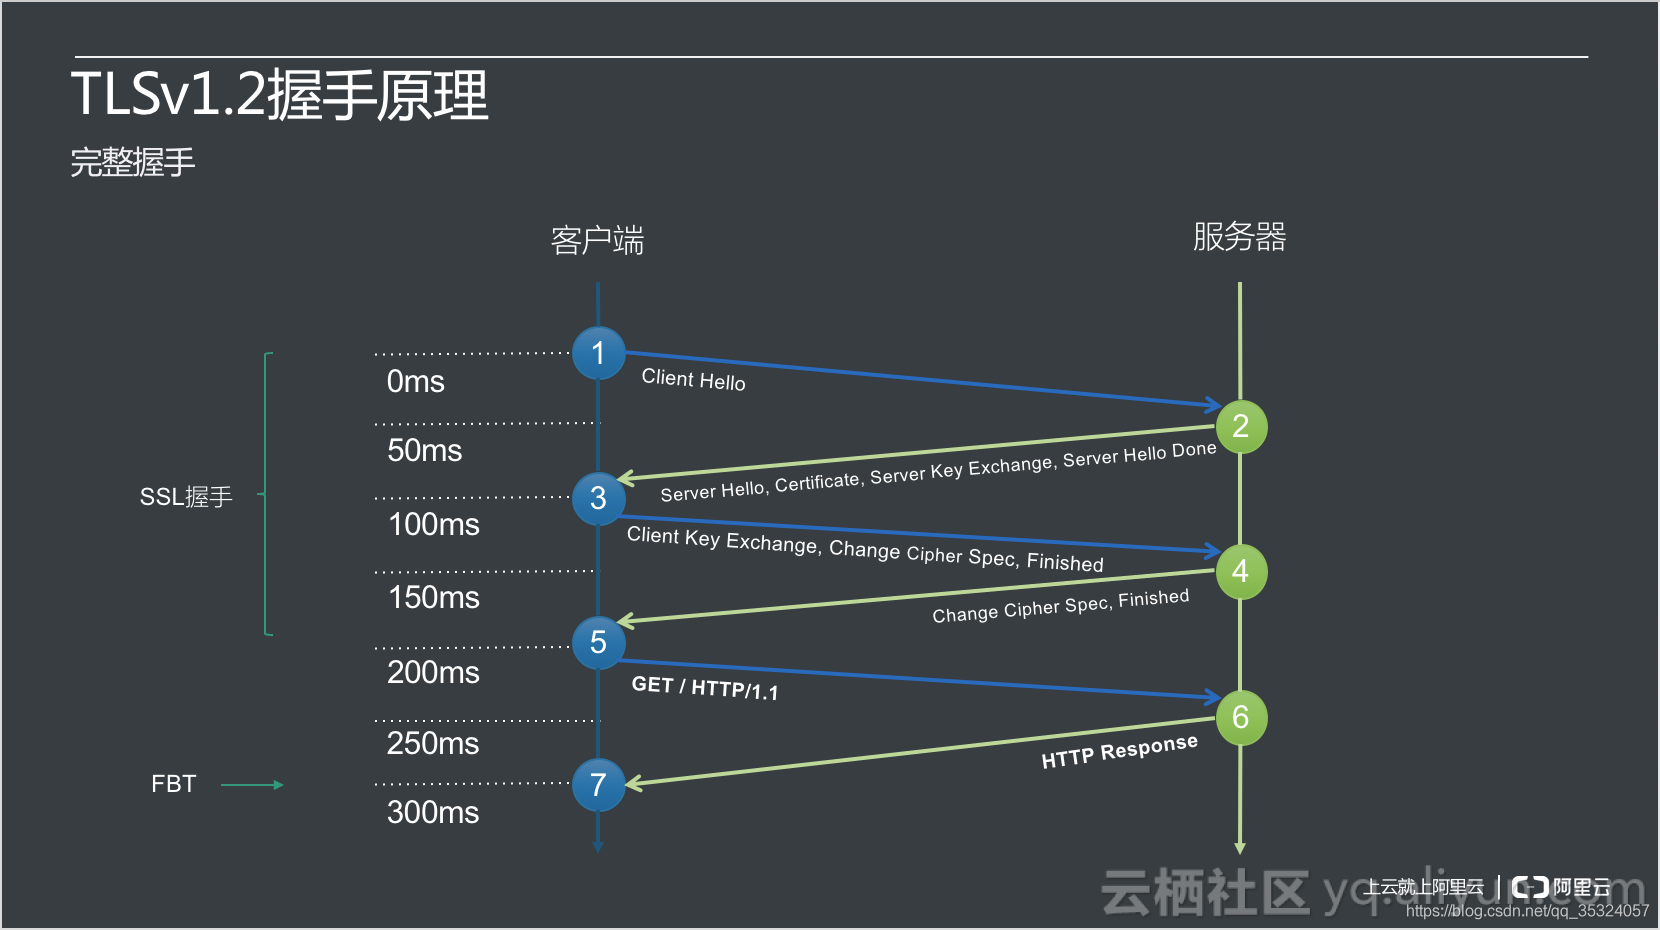 TLSv1.2握手原理
完整握手
客户端
服务器
1
0ms
Client Hello
2
50ms
Server Hello, Certificate, Server Key Exchange, Server Hello Done
SSL握手
3
100ms
Client Key Exchange, Change Cipher Spec, Finished
4
150ms
Change Cipher Spec, Finished
5
200ms
GET / HTTP/1.1
6
250ms
HTTP Response
FBT
7
300ms
云栖社区 yq.aliyun.com
上云就上阿里云 | 阿里云
https://blog.csdn.net/qq_35324057